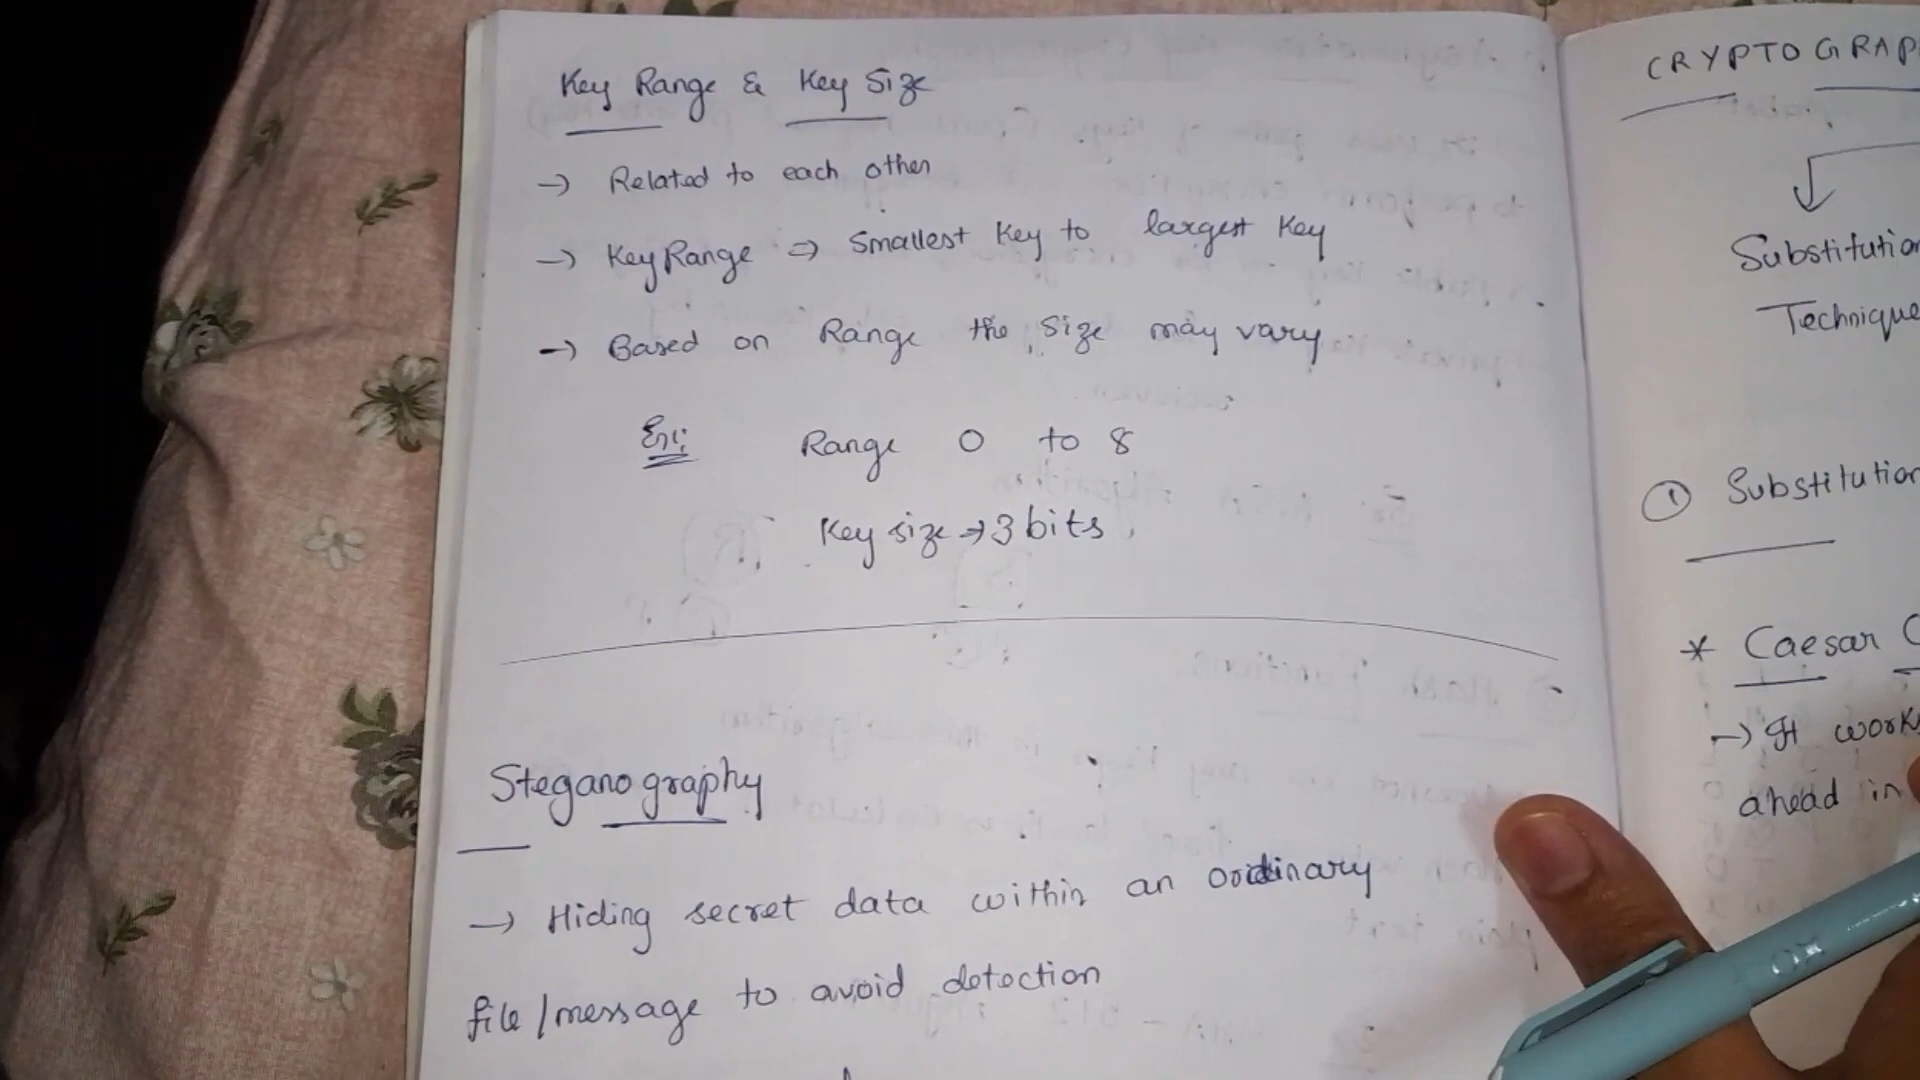 Key Range & Key Size
→ Related to each other
→ Key Range ⇒ Smallest Key to largest Key
→ Based on Range the size may vary
Ex:
Range 0 to 8
Key size → 3 bits
Steganography
→ Hiding secret data within an ordinary
file/message to avoid detection
CRYPTOGRAP
Substitution
Technique
① Substitution
* Caesar C
→ It work
ahead in